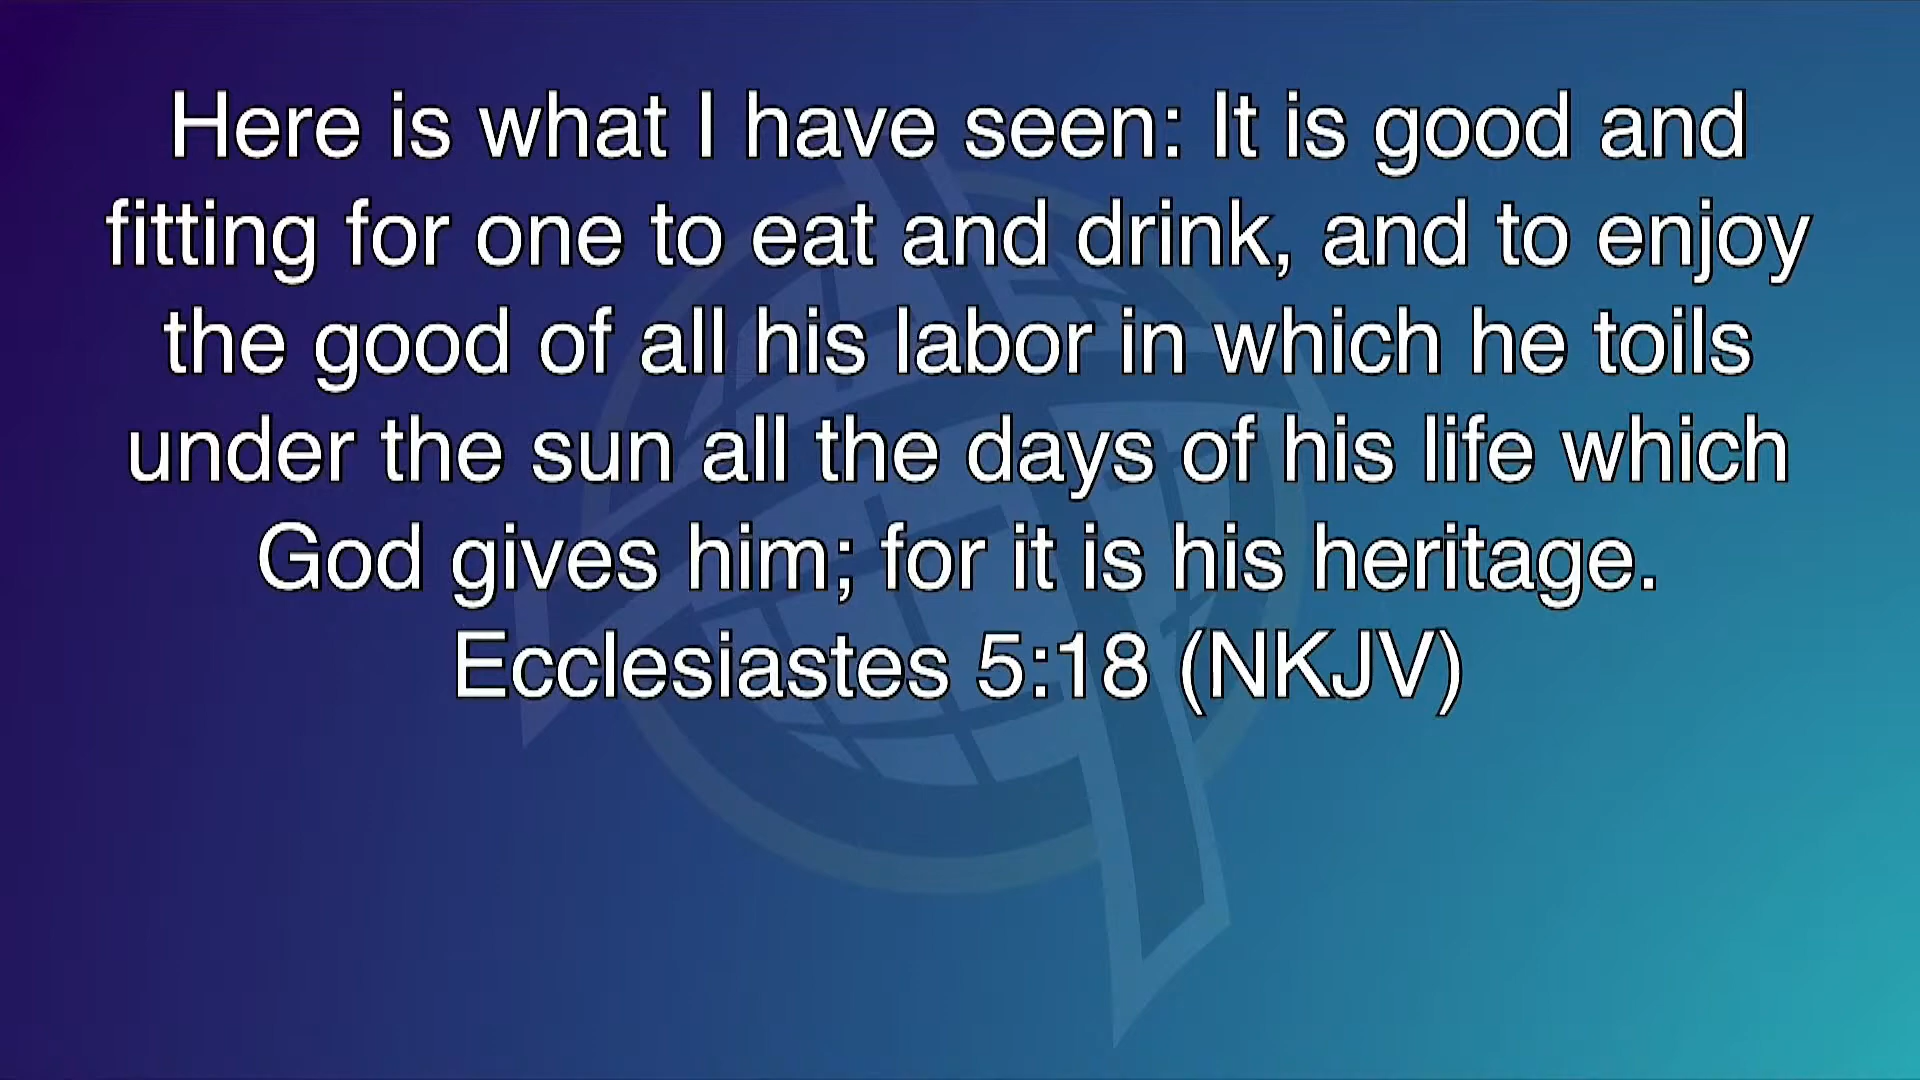 Here is what I have seen: It is good and
fitting for one to eat and drink, and to enjoy
the good of all his labor in which he toils
under the sun all the days of his life which
God gives him; for it is his heritage.
Ecclesiastes 5:18 (NKJV)